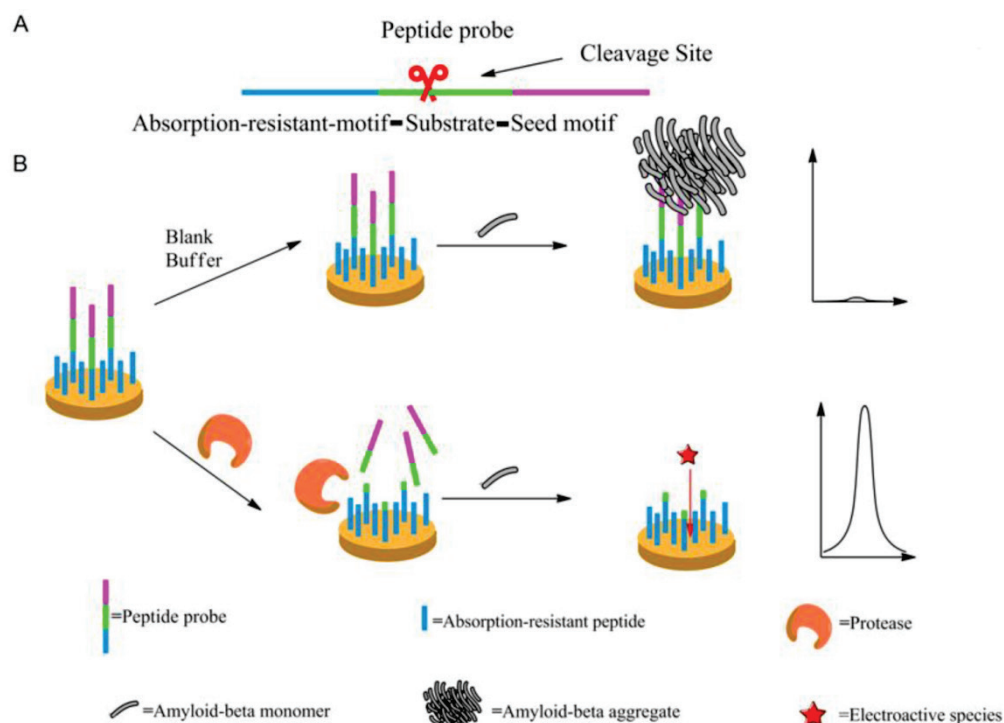 A
Peptide probe
Cleavage Site
Absorption-resistant-motif-Substrate-Seed motif
B
Blank
Buffer
=Peptide probe
=Absorption-resistant peptide
=Protease
=Amyloid-beta monomer
=Amyloid-beta aggregate
=Electroactive species